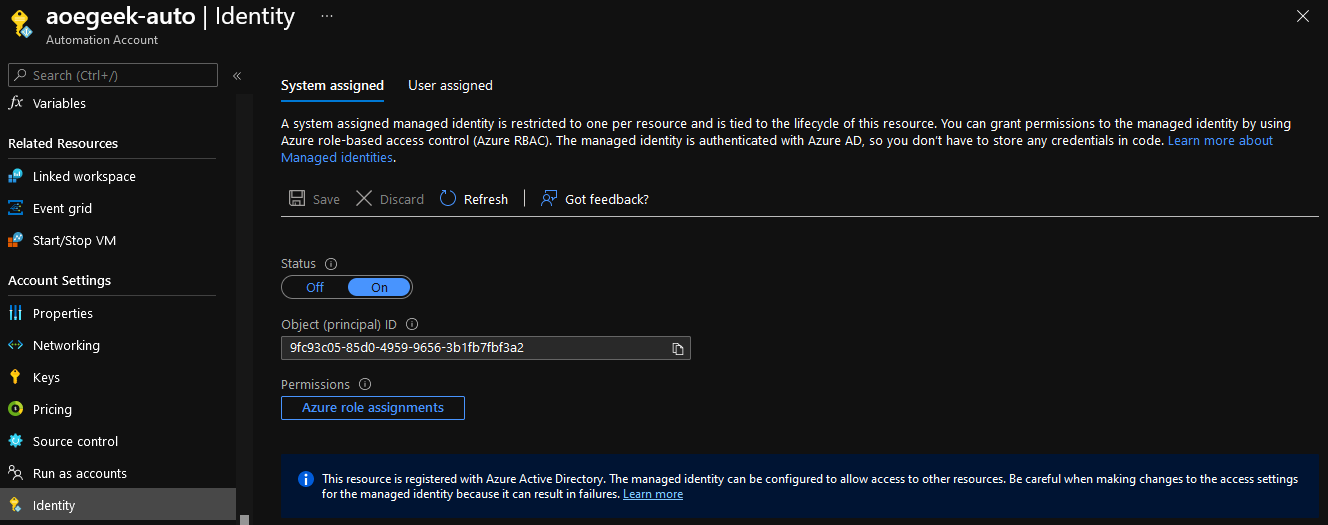 aoegeek-auto | Identity ...
Automation Account
Search (Ctrl+/)
«
fx Variables
Related Resources
Linked workspace
Event grid
Start/Stop VM
Account Settings
Properties
Networking
Keys
Pricing
Source control
Run as accounts
Identity
System assigned User assigned
A system assigned managed identity is restricted to one per resource and is tied to the lifecycle of this resource. You can grant permissions to the managed identity by using
Azure role-based access control (Azure RBAC). The managed identity is authenticated with Azure AD, so you don't have to store any credentials in code. Learn more about
Managed identities.
Save Discard Refresh | Got feedback?
Status
Off On
Object (principal) ID
9fc93c05-85d0-4959-9656-3b1fb7fbf3a2
Permissions
Azure role assignments
This resource is registered with Azure Active Directory. The managed identity can be configured to allow access to other resources. Be careful when making changes to the access settings
for the managed identity because it can result in failures. Learn more